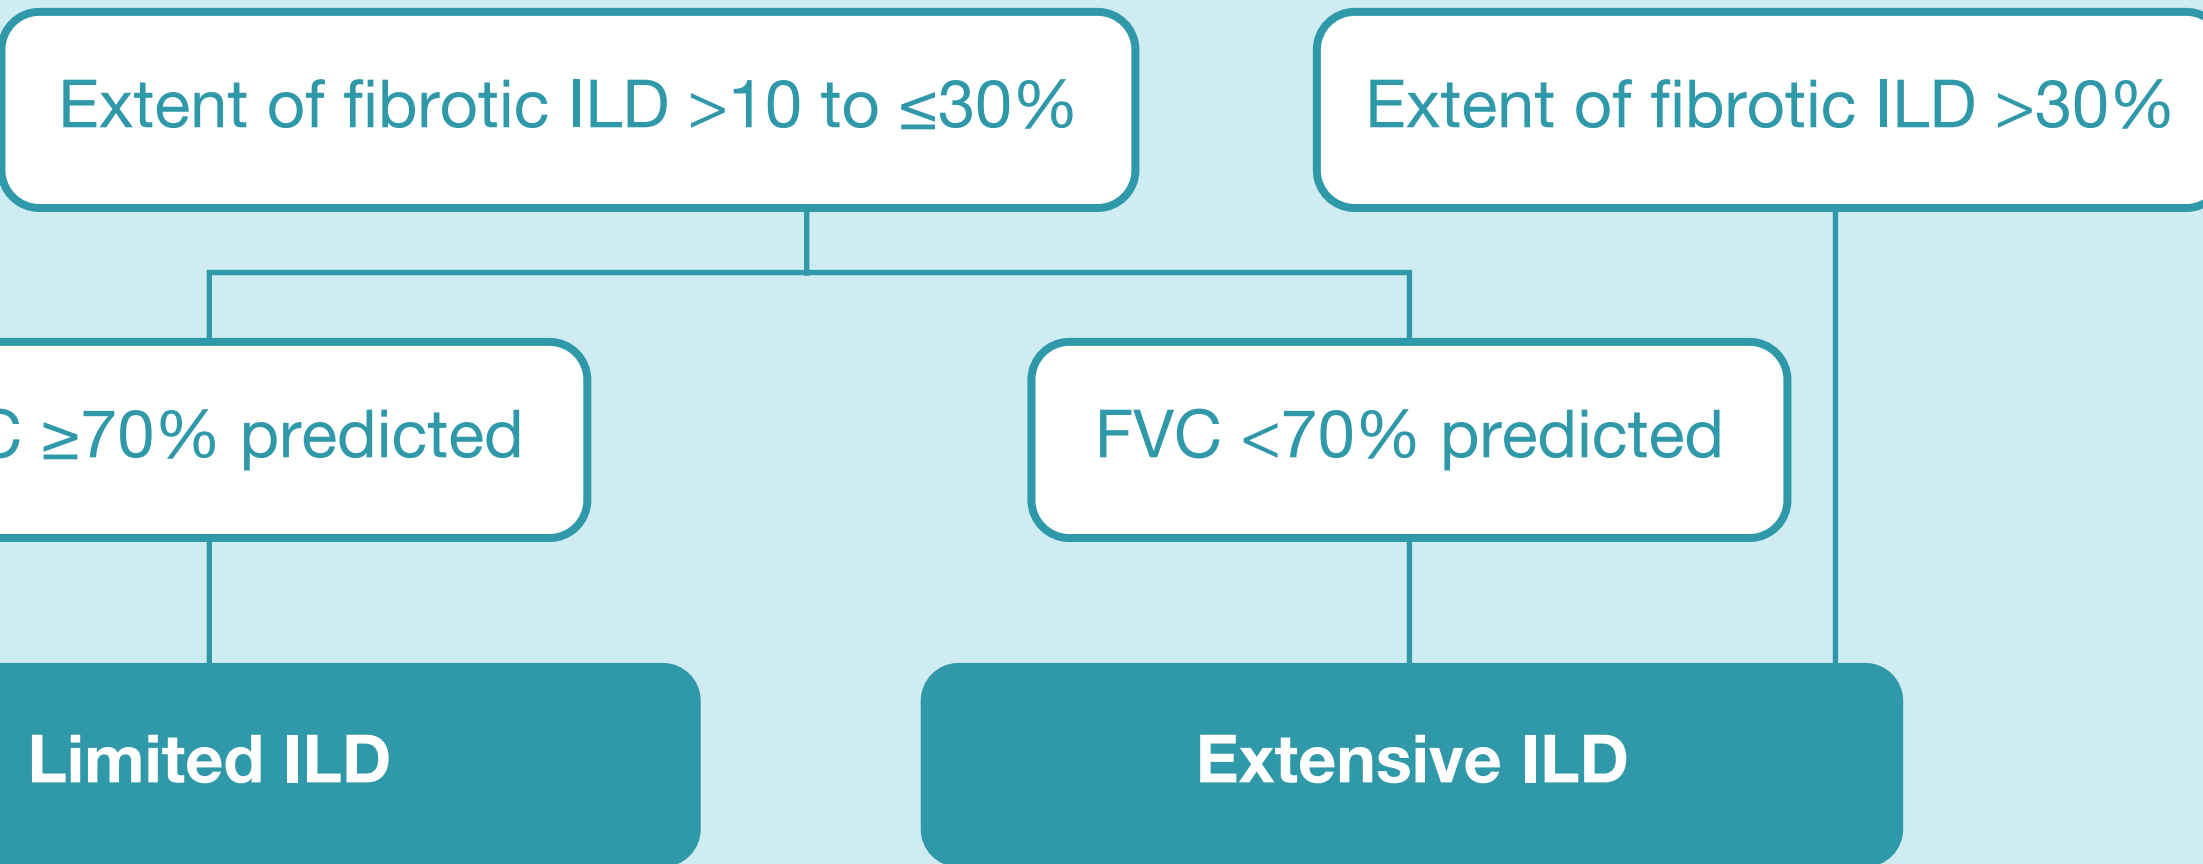 Extent of fibrotic ILD >10 to ≤30%
Extent of fibrotic ILD >30%
C ≥70% predicted
FVC <70% predicted
Limited ILD
Extensive ILD